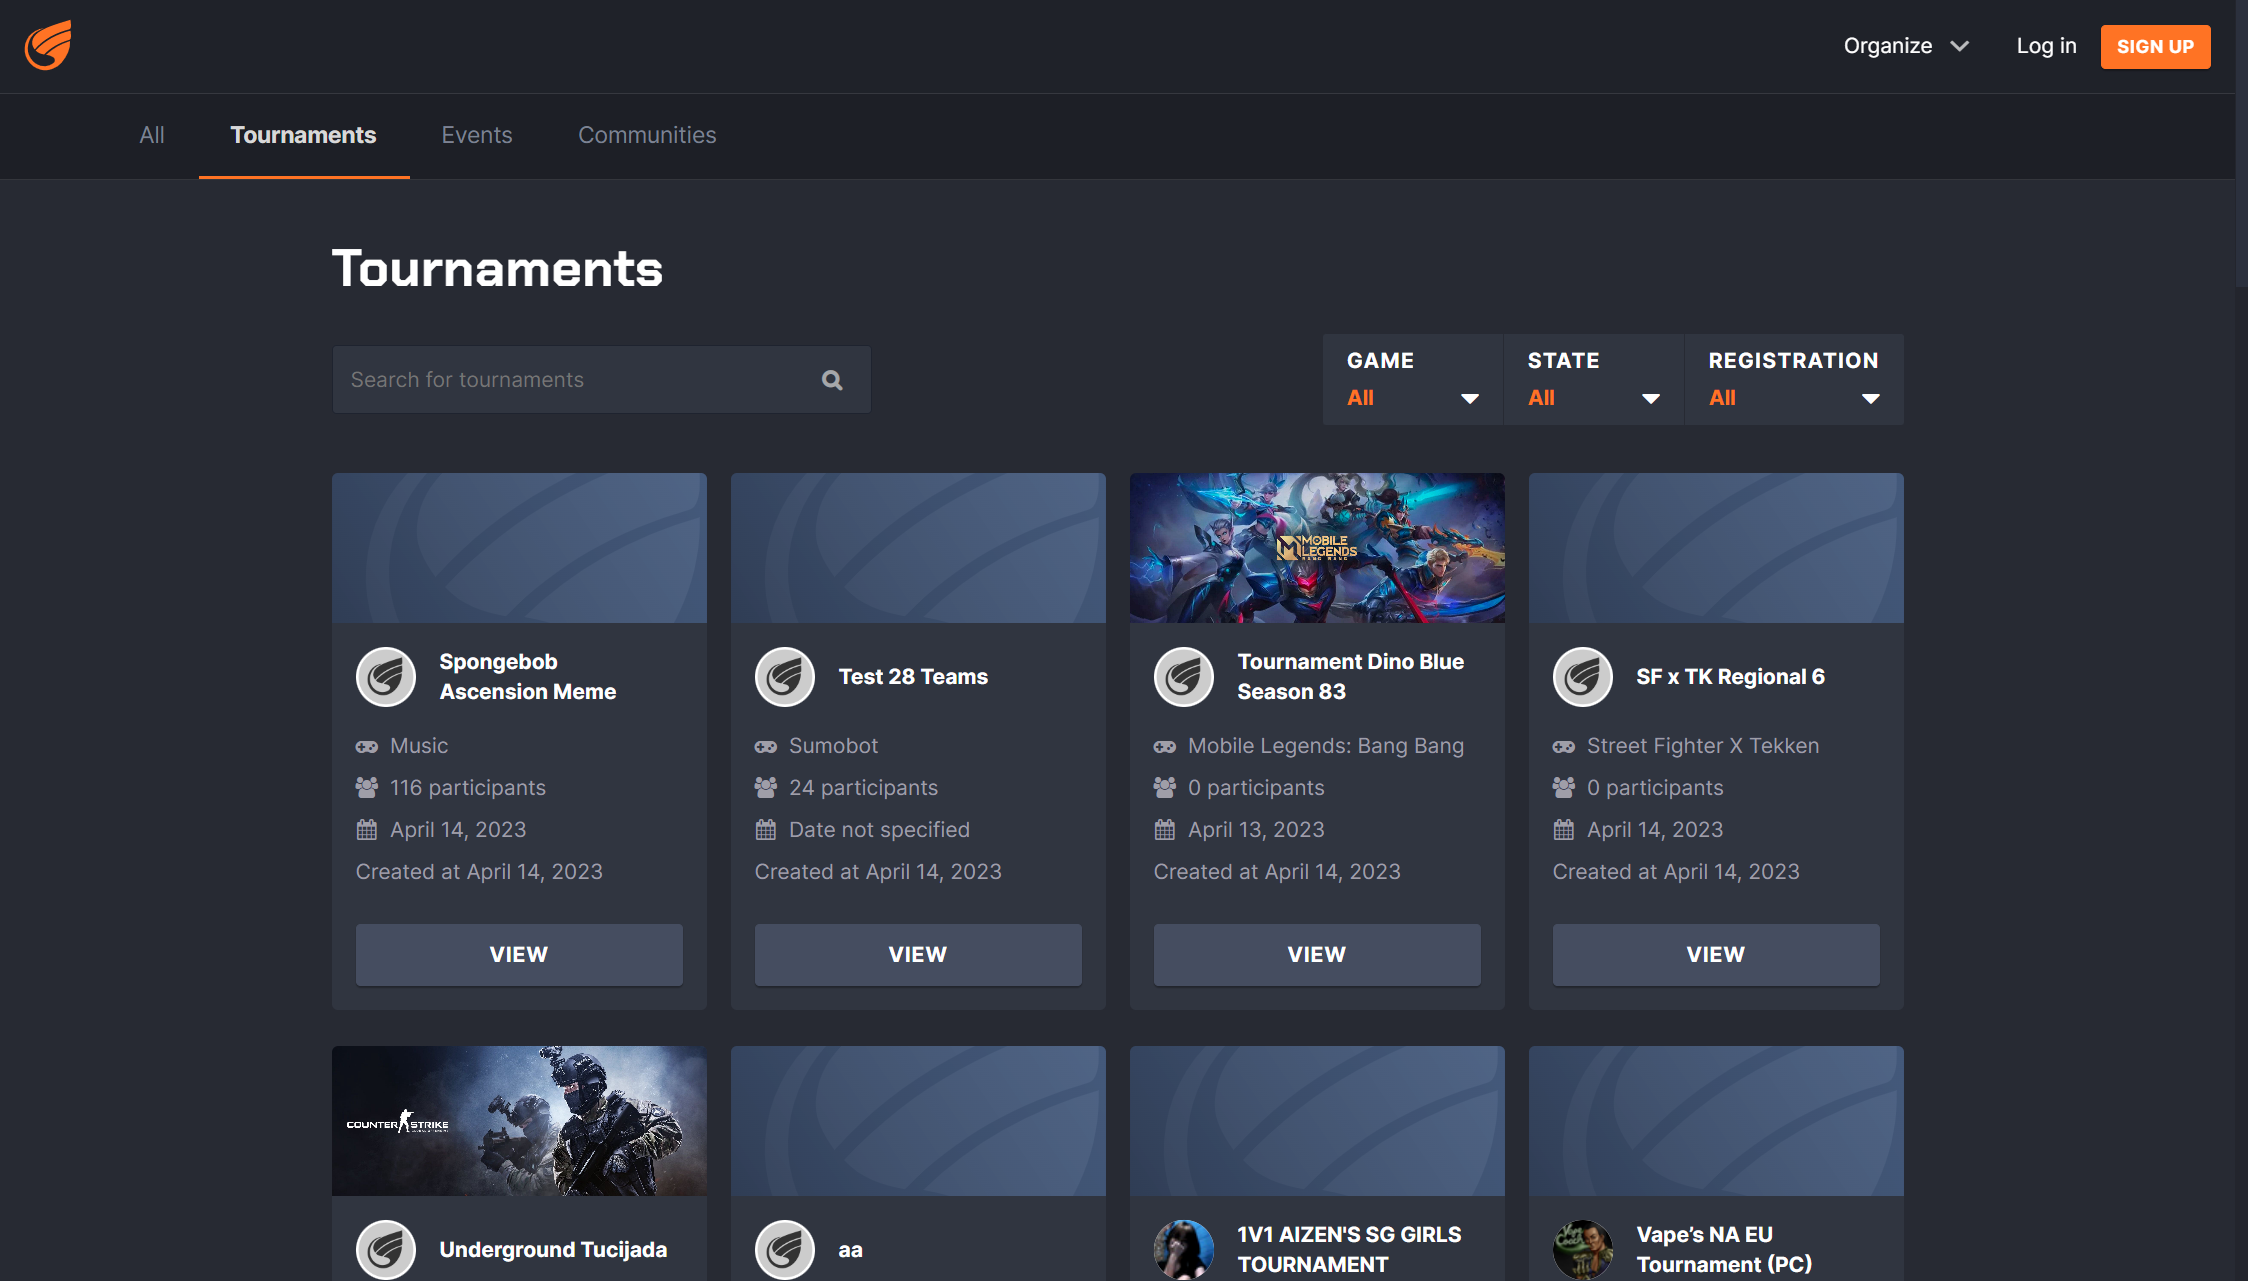 Organize
Log in
SIGN UP
All
Tournaments
Events
Communities
Tournaments
Search for tournaments
GAME
All
STATE
All
REGISTRATION
All
MOBILE
LEGENDS
BANG BANG
Spongebob
Ascension Meme
Music
116 participants
April 14, 2023
Created at April 14, 2023
VIEW
Test 28 Teams
Sumobot
24 participants
Date not specified
Created at April 14, 2023
VIEW
Tournament Dino Blue
Season 83
Mobile Legends: Bang Bang
0 participants
April 13, 2023
Created at April 14, 2023
VIEW
SF x TK Regional 6
Street Fighter X Tekken
0 participants
April 14, 2023
Created at April 14, 2023
VIEW
COUNTER STRIKE
Underground Tucijada
aa
1V1 AIZEN'S SG GIRLS
TOURNAMENT
Vape’s NA EU
Tournament (PC)